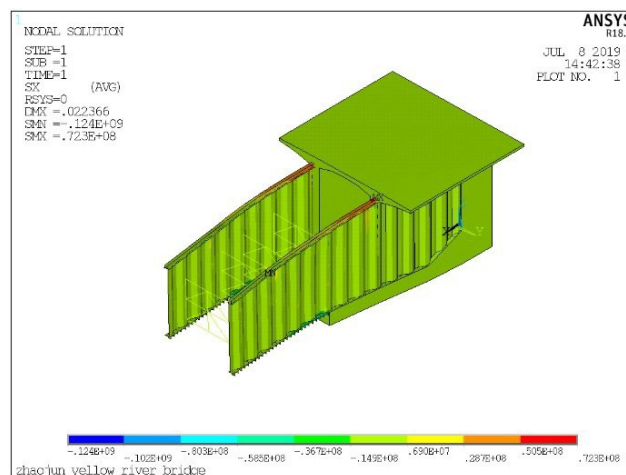 1
NODAL SOLUTION
STEP=1
SUB =1
TIME=1
SX (AVG)
RSYS=0
DMX =.022366
SMN =-.124E+09
SMX =.723E+08
ANSYS
R18.
JUL 8 2019
14:42:38
PLOT NO. 1
MX
Y
MN
-.124E+09
-.102E+09
-.803E+08
-.585E+08
-.367E+08
-.149E+08
.690E+07
.287E+08
.505E+08
.723E+08
zhaojun yellow river bridge